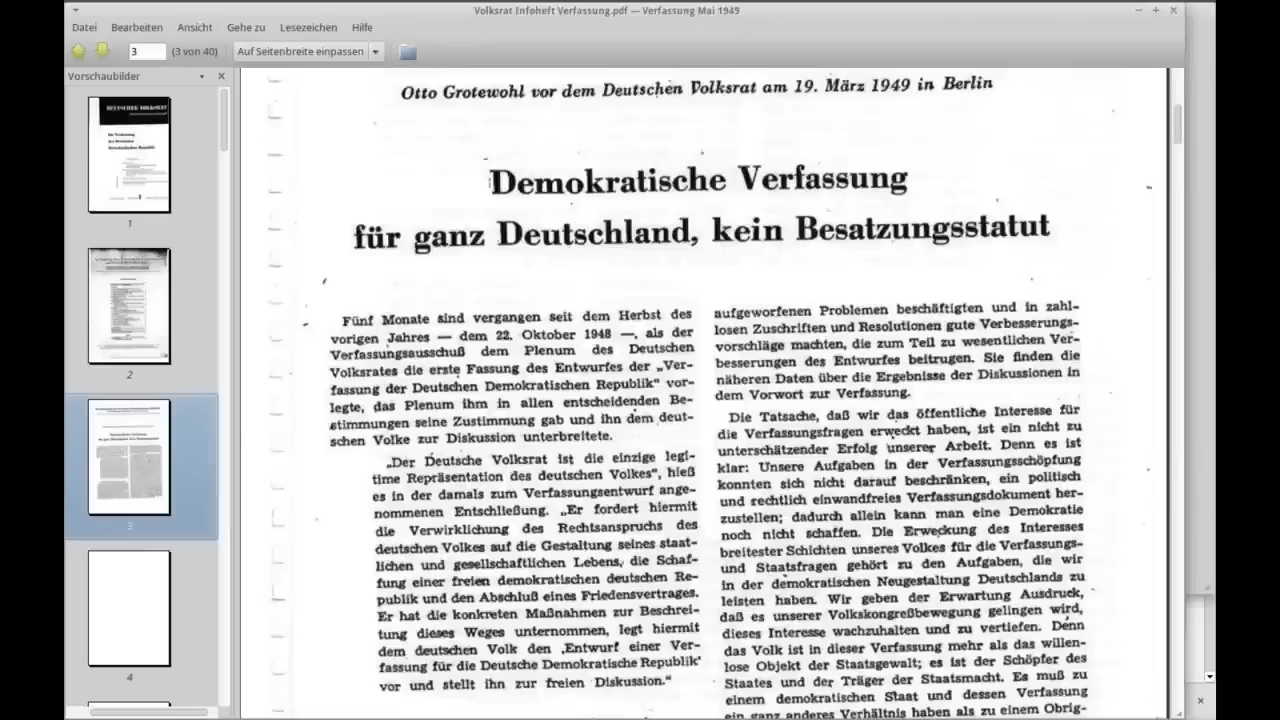 Volksrat Infoheft Verfassung.pdf — Verfassung Mai 1949
Datei Bearbeiten Ansicht Gehe zu Lesezeichen Hilfe
3 (3 von 40) Auf Seitenbreite einpassen
Vorschaubilder
1
2
3
4
Otto Grotewohl vor dem Deutschen Volksrat am 19. März 1949 in Berlin
Demokratische Verfassung
für ganz Deutschland, kein Besatzungsstatut
Fünf Monate sind vergangen seit dem Herbst des
vorigen Jahres — dem 22. Oktober 1948 —, als der
Verfassungsausschuß dem Plenum des Deutschen
Volksrates die erste Fassung des Entwurfes der „Ver-
fassung der Deutschen Demokratischen Republik“ vor-
legte, das Plenum ihm in allen entscheidenden Be-
stimmungen seine Zustimmung gab und ihn dem deut-
schen Volke zur Diskussion unterbreitete.
„Der Deutsche Volksrat ist die einzige legi-
time Repräsentation des deutschen Volkes“, hieß
es in der damals zum Verfassungsentwurf ange-
nommenen Entschließung. „Er fordert hiermit
die Verwirklichung des Rechtsanspruchs des
deutschen Volkes auf die Gestaltung seines staat-
lichen und gesellschaftlichen Lebens, die Schaf-
fung einer freien demokratischen deutschen Re-
publik und den Abschluß eines Friedensvertrages.
Er hat die konkreten Maßnahmen zur Beschrei-
tung dieses Weges unternommen, legt hiermit
dem deutschen Volk den ‚Entwurf einer Ver-
fassung für die Deutsche Demokratische Republik‘
vor und stellt ihn zur freien Diskussion.“
aufgeworfenen Problemen beschäftigten und in zahl-
losen Zuschriften und Resolutionen gute Verbesserungs-
vorschläge machten, die zum Teil zu wesentlichen Ver-
besserungen des Entwurfes beitrugen. Sie finden die
näheren Daten über die Ergebnisse der Diskussionen in
dem Vorwort zur Verfassung.
Die Tatsache, daß wir das öffentliche Interesse für
die Verfassungsfragen erweckt haben, ist ein nicht zu
unterschätzender Erfolg unserer Arbeit. Denn es ist
klar: Unsere Aufgaben in der Verfassungsschöpfung
konnten sich nicht darauf beschränken, ein politisch
und rechtlich einwandfreies Verfassungsdokument her-
zustellen; dadurch allein kann man eine Demokratie
noch nicht schaffen. Die Erweckung des Interesses
breitester Schichten unseres Volkes für die Verfassungs-
und Staatsfragen gehört zu den Aufgaben, die wir
in der demokratischen Neugestaltung Deutschlands zu
leisten haben. Wir geben der Erwartung Ausdruck,
daß es unserer Volkskongreßbewegung gelingen wird,
dieses Interesse wachzuhalten und zu vertiefen. Denn
das Volk ist in dieser Verfassung mehr als das willen-
lose Objekt der Staatsgewalt; es ist der Schöpfer des
Staates und der Träger der Staatsmacht. Es muß zu
einem demokratischen Staat und dessen Verfassung
ein ganz anderes Verhältnis haben als zu einem Obrig-